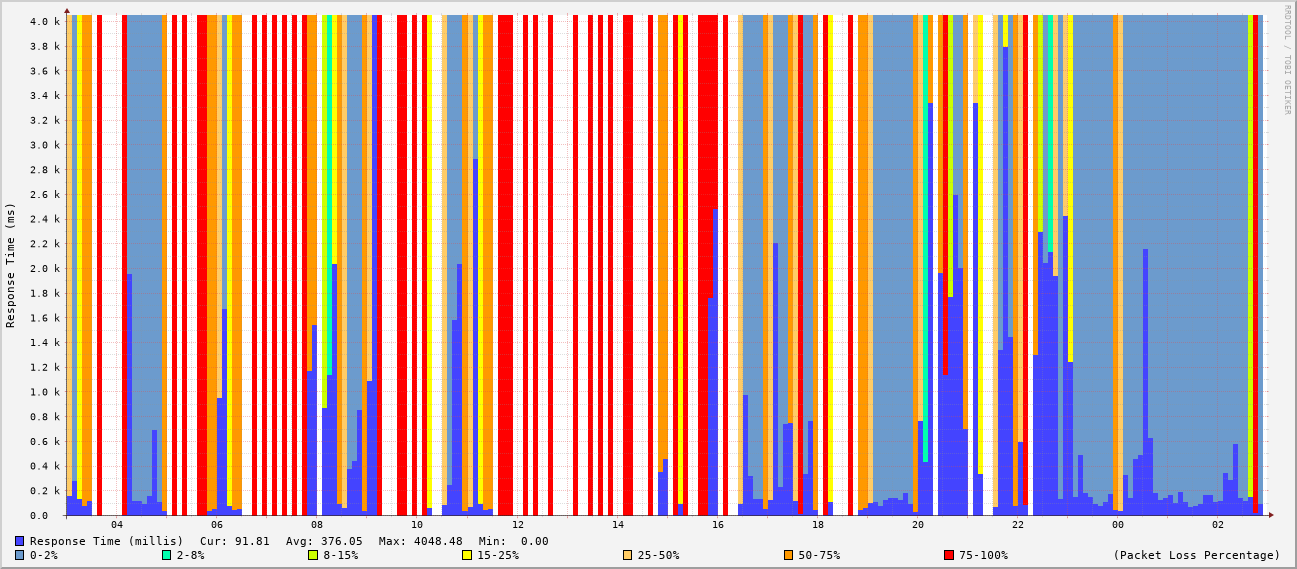 4.0 k
3.8 k
3.6 k
3.4 k
3.2 k
3.0 k
2.8 k
2.6 k
2.4 k
2.2 k
2.0 k
1.8 k
1.6 k
1.4 k
1.2 k
1.0 k
0.8 k
0.6 k
0.4 k
0.2 k
0.0
Response Time (ms)
RRDTOOL / TOBI OETIKER
04 06 08 10 12 14 16 18 20 22 00 02
Response Time (millis) Cur: 91.81 Avg: 376.05 Max: 4048.48 Min: 0.00
0-2% 2-8% 8-15% 15-25% 25-50% 50-75% 75-100% (Packet Loss Percentage)